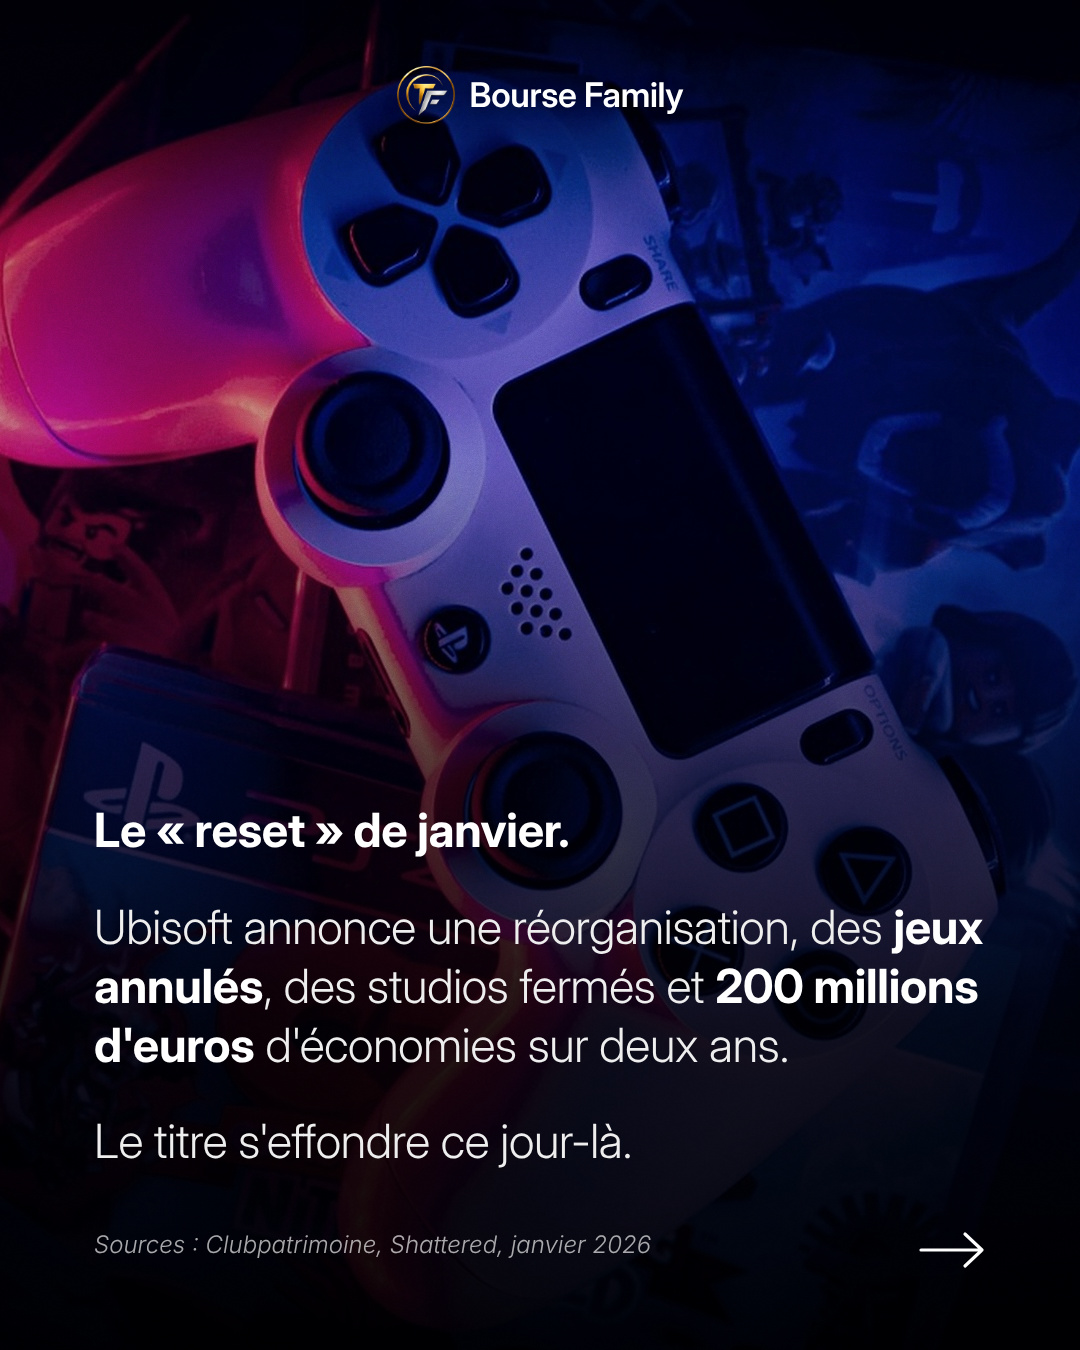 Bourse Family
SHARE
OPTIONS
Le « reset » de janvier.
Ubisoft annonce une réorganisation, des jeux
annulés, des studios fermés et 200 millions
d'euros d'économies sur deux ans.
Le titre s'effondre ce jour-là.
Sources : Clubpatrimoine, Shattered, janvier 2026